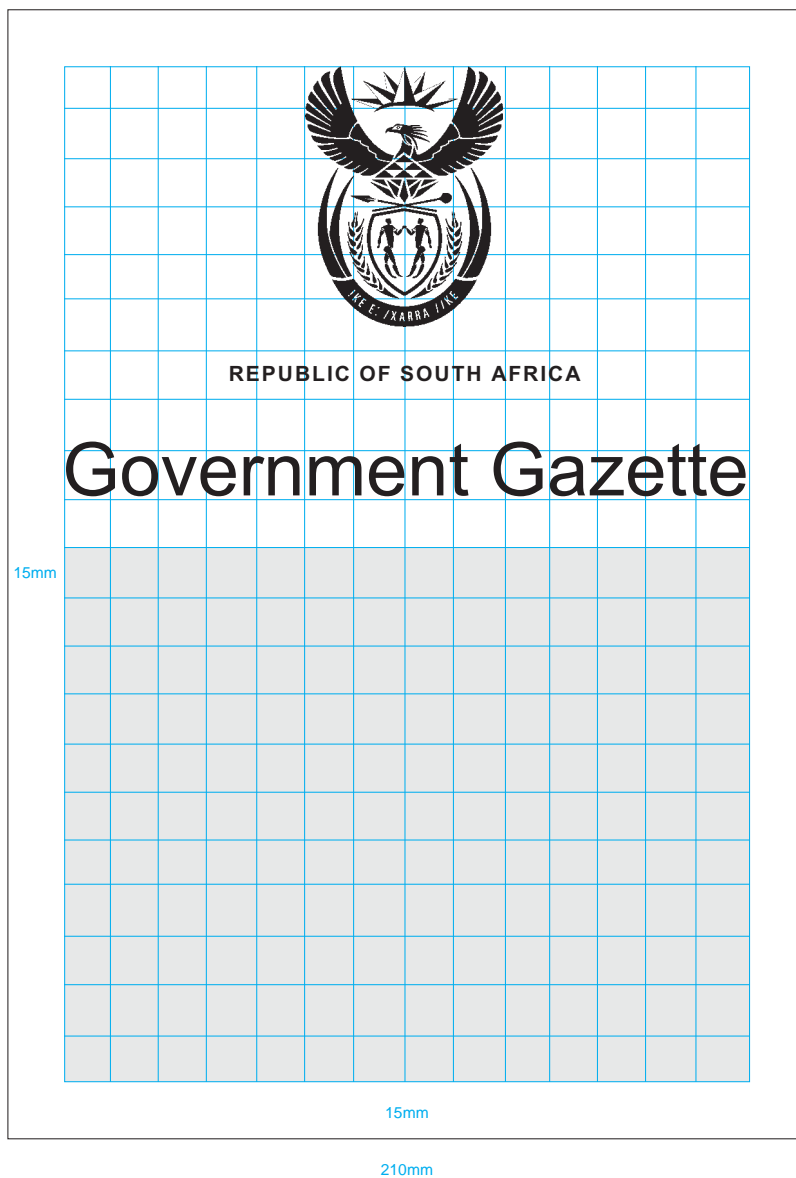 !KE E: /XARRA //KE
REPUBLIC OF SOUTH AFRICA
Government Gazette
15mm
15mm
210mm